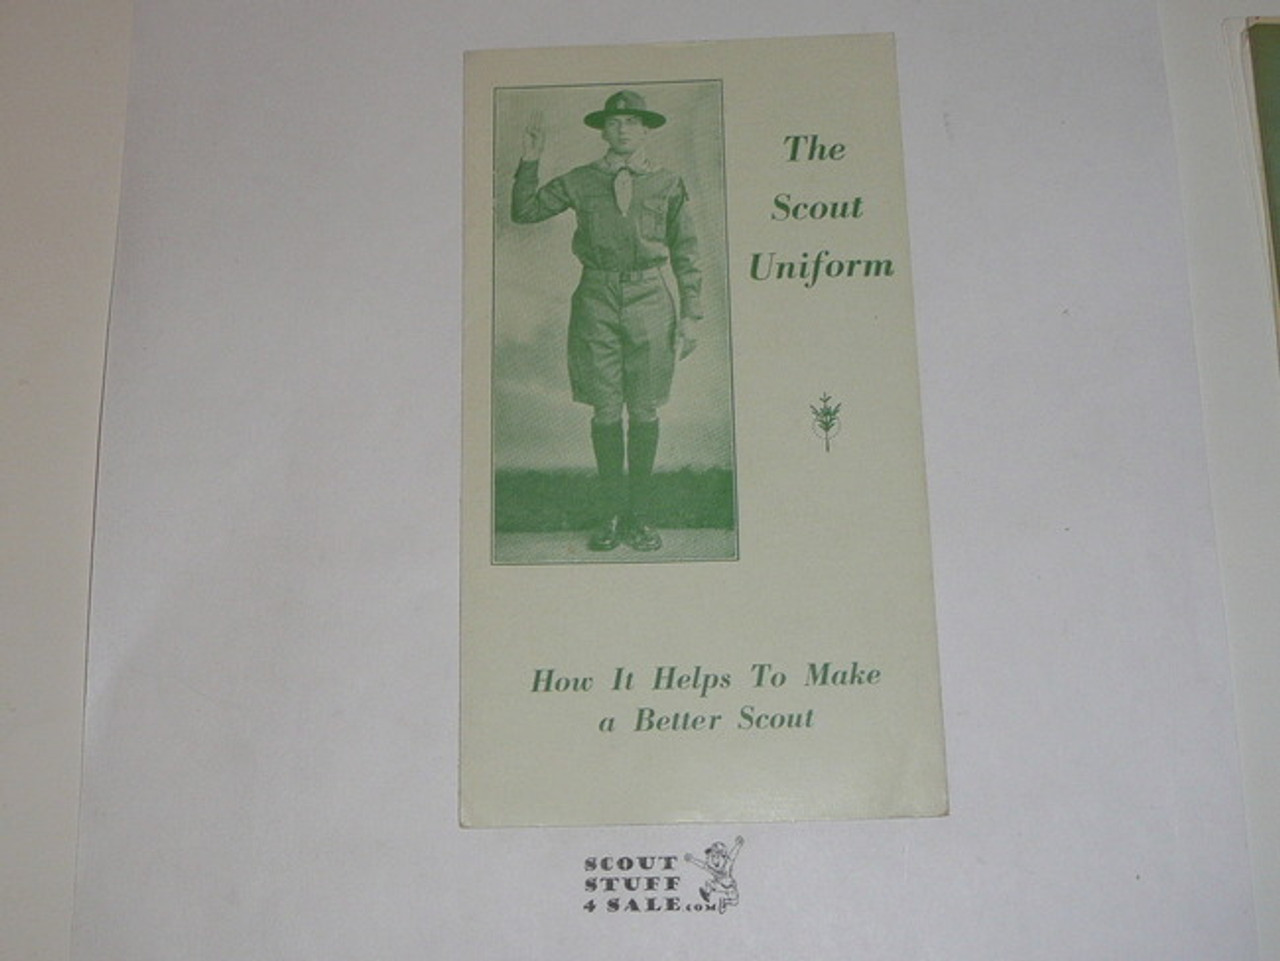 The
Scout
Uniform
How It Helps To Make
a Better Scout
SCOUT
STUFF
4 SALE.COM